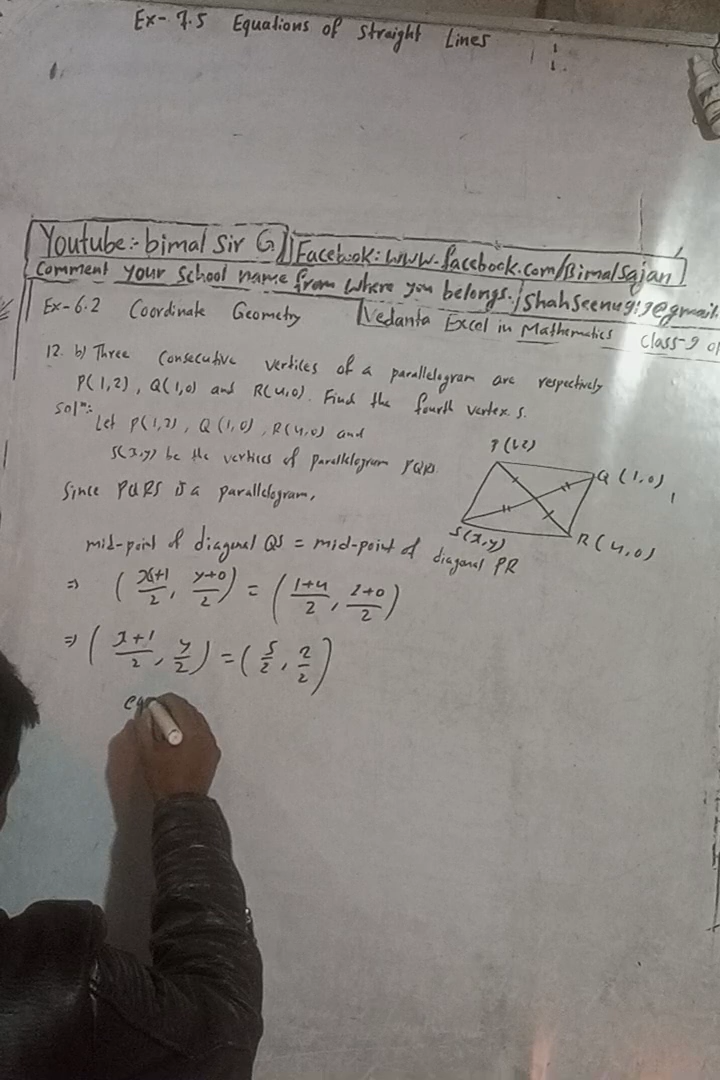 Ex- 7.5 Equations of Straight Lines
Youtube:- bimal Sir G
Facebook: www.facebook.com/Bimalsajan
Comment your School name from where you belongs.
Ex-6.2 Coordinate Geometry
Vedanta Excel in Mathematics Class-9
12. b) Three consecutive vertices of a parallelogram are respectively
P(1,2), Q(1,0) and R(4,0). Find the fourth vertex S.
Solⁿ:
Let P(1,2), Q(1,0), R(4,0) and
S(x,y) be the vertices of parallelogram PQRS
Since PQRS is a parallelogram,
mid-point of diagonal QS = mid-point of diagonal PR
⇒ (x+1/2, y+0/2) = (1+4/2, 2+0/2)
⇒ (x+1/2, y/2) = (5/2, 2/2)
eq
Q (1,0)
S(x,y)
R(4,0)